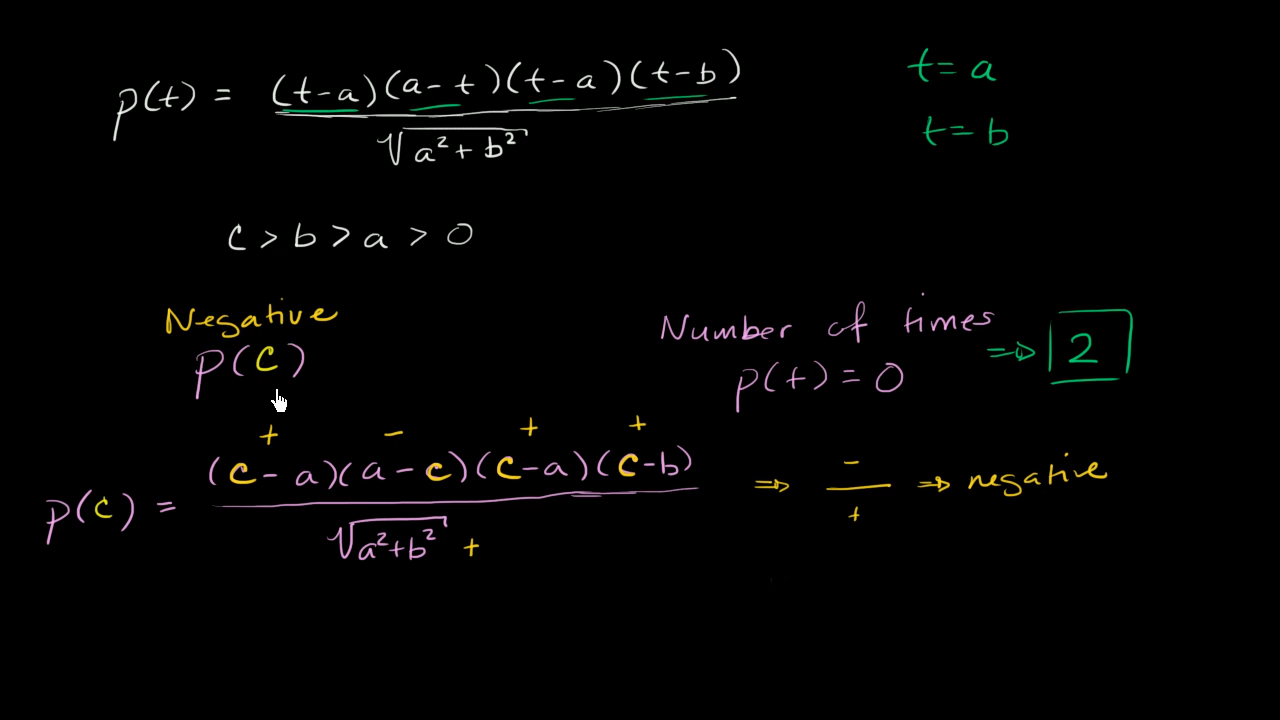 p(t) = (t-a)(a-t)(t-a)(t-b)
√a²+b²
t=a
t=b
c > b > a > 0
Negative
p(c)
Number of times
p(t) = 0
⇒ 2
+ - + +
p(c) = (c-a)(a-c)(c-a)(c-b)
√a²+b² +
⇒ -/+ ⇒ negative